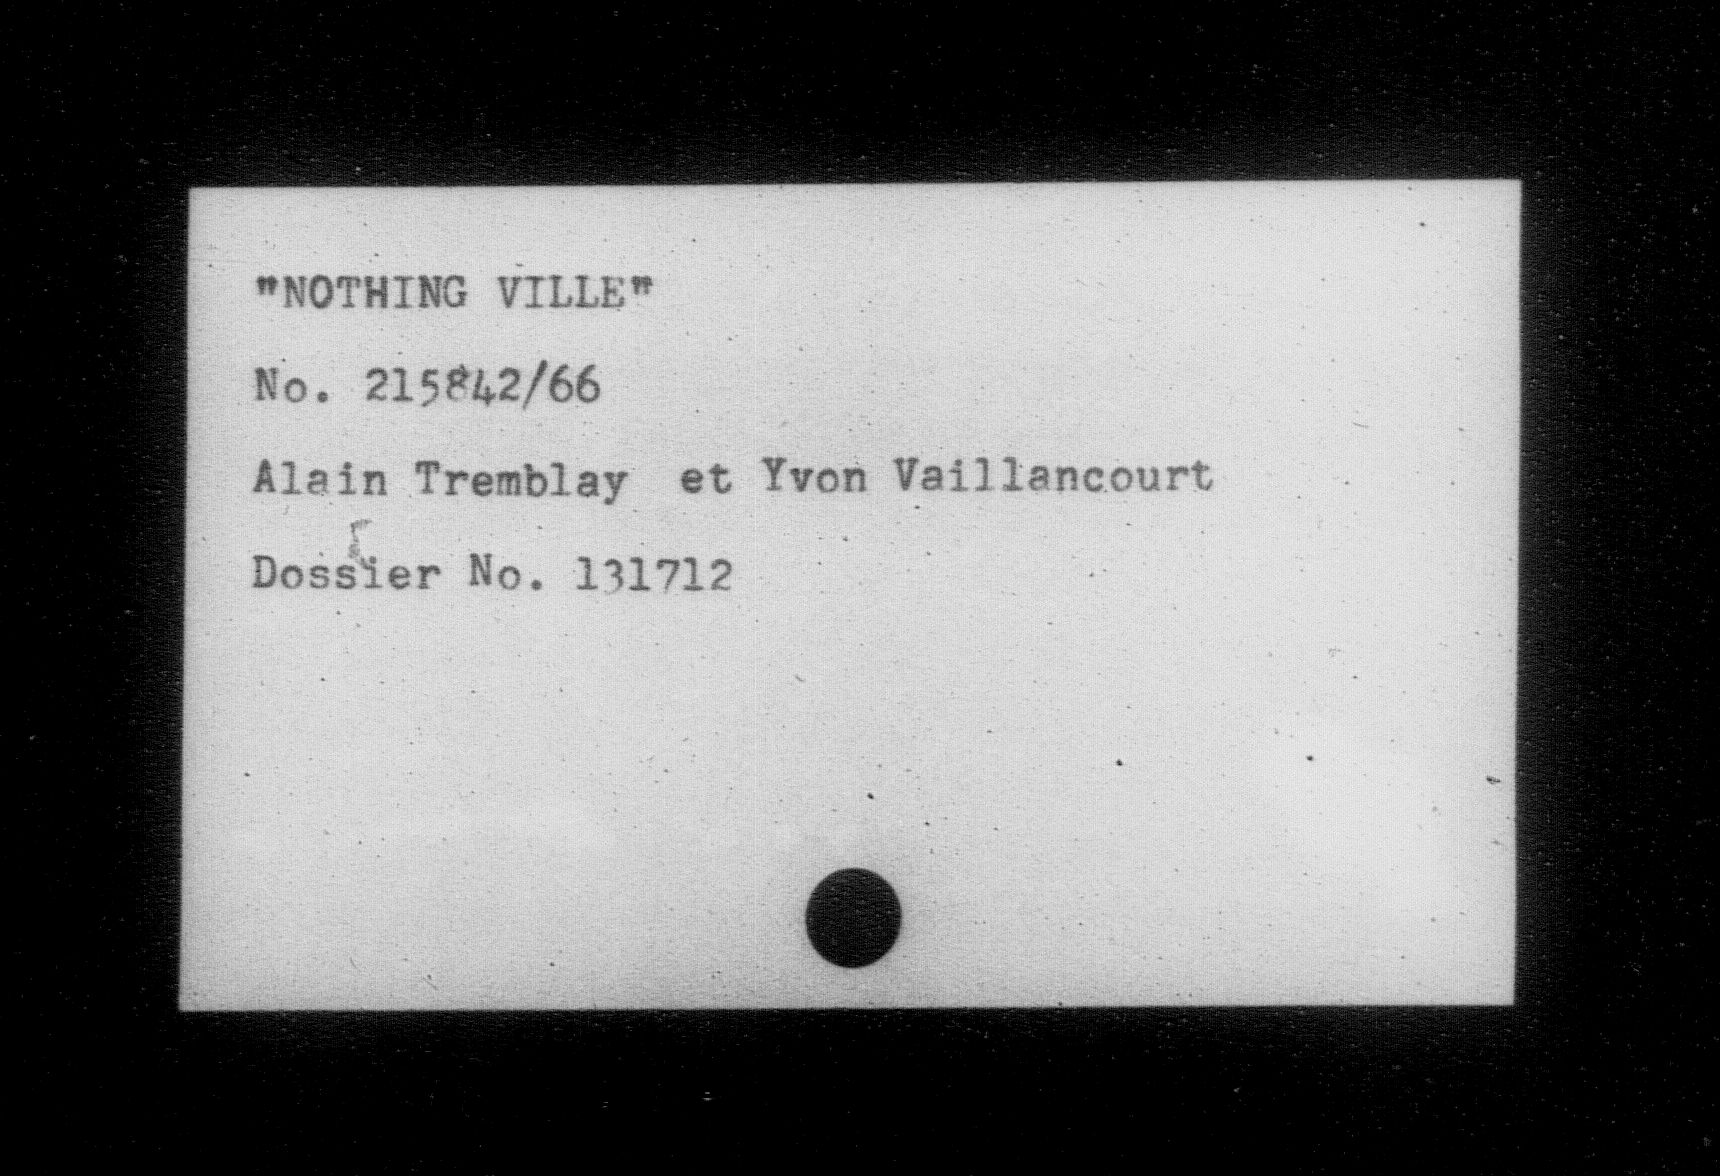 "NOTHING VILLE"
No. 215842/66
Alain Tremblay et Yvon Vaillancourt
Dossier No. 131712